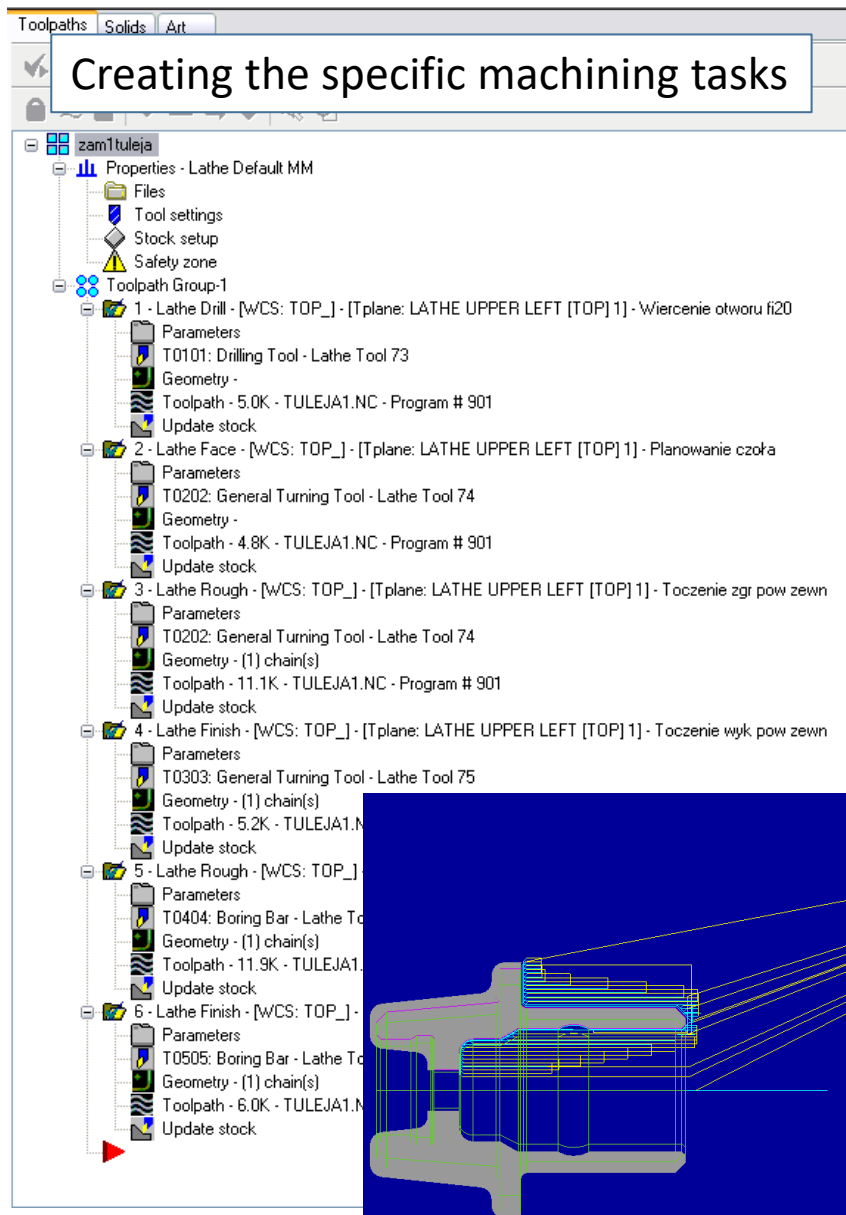 Toolpaths Solids Art
Creating the specific machining tasks
zam1tuleja
Properties - Lathe Default MM
Files
Tool settings
Stock setup
Safety zone
Toolpath Group-1
1 - Lathe Drill - [WCS: TOP_] - [Tplane: LATHE UPPER LEFT [TOP] 1] - Wiercenie otworu fi20
Parameters
T0101: Drilling Tool - Lathe Tool 73
Geometry -
Toolpath - 5.0K - TULEJA1.NC - Program # 901
Update stock
2 - Lathe Face - [WCS: TOP_] - [Tplane: LATHE UPPER LEFT [TOP] 1] - Planowanie czoła
Parameters
T0202: General Turning Tool - Lathe Tool 74
Geometry -
Toolpath - 4.8K - TULEJA1.NC - Program # 901
Update stock
3 - Lathe Rough - [WCS: TOP_] - [Tplane: LATHE UPPER LEFT [TOP] 1] - Toczenie zgr pow zewn
Parameters
T0202: General Turning Tool - Lathe Tool 74
Geometry - (1) chain(s)
Toolpath - 11.1K - TULEJA1.NC - Program # 901
Update stock
4 - Lathe Finish - [WCS: TOP_] - [Tplane: LATHE UPPER LEFT [TOP] 1] - Toczenie wyk pow zewn
Parameters
T0303: General Turning Tool - Lathe Tool 75
Geometry - (1) chain(s)
Toolpath - 5.2K - TULEJA1.N
Update stock
5 - Lathe Rough - [WCS: TOP_]
Parameters
T0404: Boring Bar - Lathe To
Geometry - (1) chain(s)
Toolpath - 11.9K - TULEJA1.
Update stock
6 - Lathe Finish - [WCS: TOP_] -
Parameters
T0505: Boring Bar - Lathe To
Geometry - (1) chain(s)
Toolpath - 6.0K - TULEJA1.N
Update stock